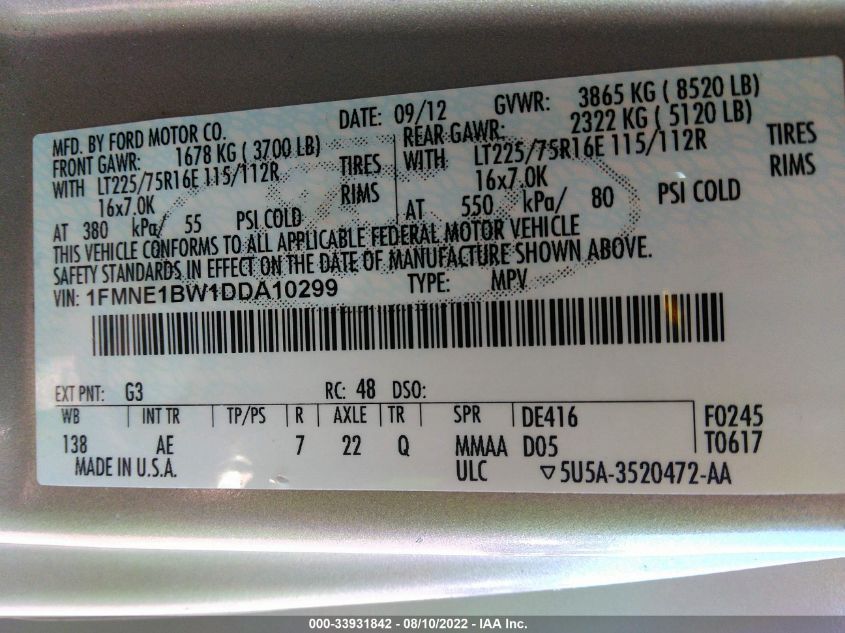 DATE: 09/12 GVWR: 3865 KG ( 8520 LB)
MFD. BY FORD MOTOR CO.
FRONT GAWR: 1678 KG ( 3700 LB)
REAR GAWR: 2322 KG ( 5120 LB)
WITH LT225/75R16E 115/112R TIRES
WITH LT225/75R16E 115/112R TIRES
16x7.0K RIMS
16x7.0K RIMS
AT 380 kPa/ 55 PSI COLD
AT 550 kPa/ 80 PSI COLD
THIS VEHICLE CONFORMS TO ALL APPLICABLE FEDERAL MOTOR VEHICLE
SAFETY STANDARDS IN EFFECT ON THE DATE OF MANUFACTURE SHOWN ABOVE.
VIN: 1FMNE1BW1DDA10299 TYPE: MPV
EXT PNT: G3 RC: 48 DSO:
WB INT TR TP/PS R AXLE TR SPR DE416 F0245
138 AE 7 22 Q MMAA D05 T0617
MADE IN U.S.A. ULC ▽5U5A-3520472-AA
000-33931842 - 08/10/2022 - IAA Inc.